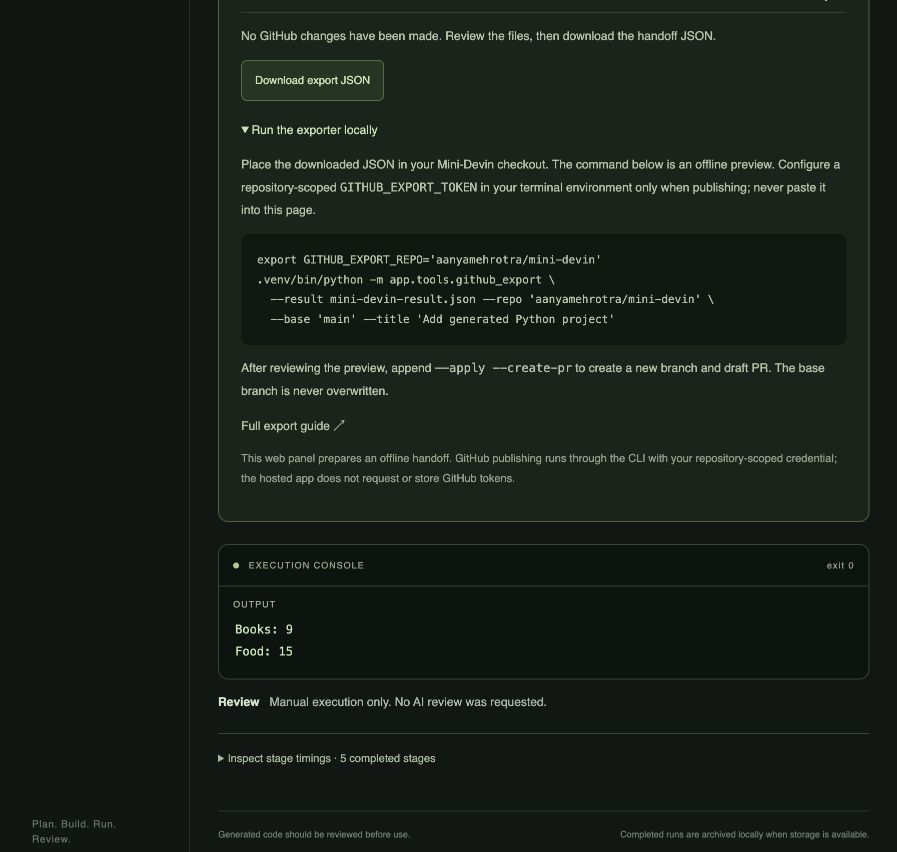 No GitHub changes have been made. Review the files, then download the handoff JSON.
Download export JSON
▼ Run the exporter locally
Place the downloaded JSON in your Mini-Devin checkout. The command below is an offline preview. Configure a
repository-scoped GITHUB_EXPORT_TOKEN in your terminal environment only when publishing; never paste it
into this page.
export GITHUB_EXPORT_REPO='aanyamehrotra/mini-devin'
.venv/bin/python -m app.tools.github_export \
  --result mini-devin-result.json --repo 'aanyamehrotra/mini-devin' \
  --base 'main' --title 'Add generated Python project'
After reviewing the preview, append --apply --create-pr to create a new branch and draft PR. The base
branch is never overwritten.
Full export guide ↗
This web panel prepares an offline handoff. GitHub publishing runs through the CLI with your repository-scoped credential;
the hosted app does not request or store GitHub tokens.
EXECUTION CONSOLE exit 0
OUTPUT
Books: 9
Food: 15
Review Manual execution only. No AI review was requested.
▶ Inspect stage timings · 5 completed stages
Plan. Build. Run.
Review.
Generated code should be reviewed before use. Completed runs are archived locally when storage is available.